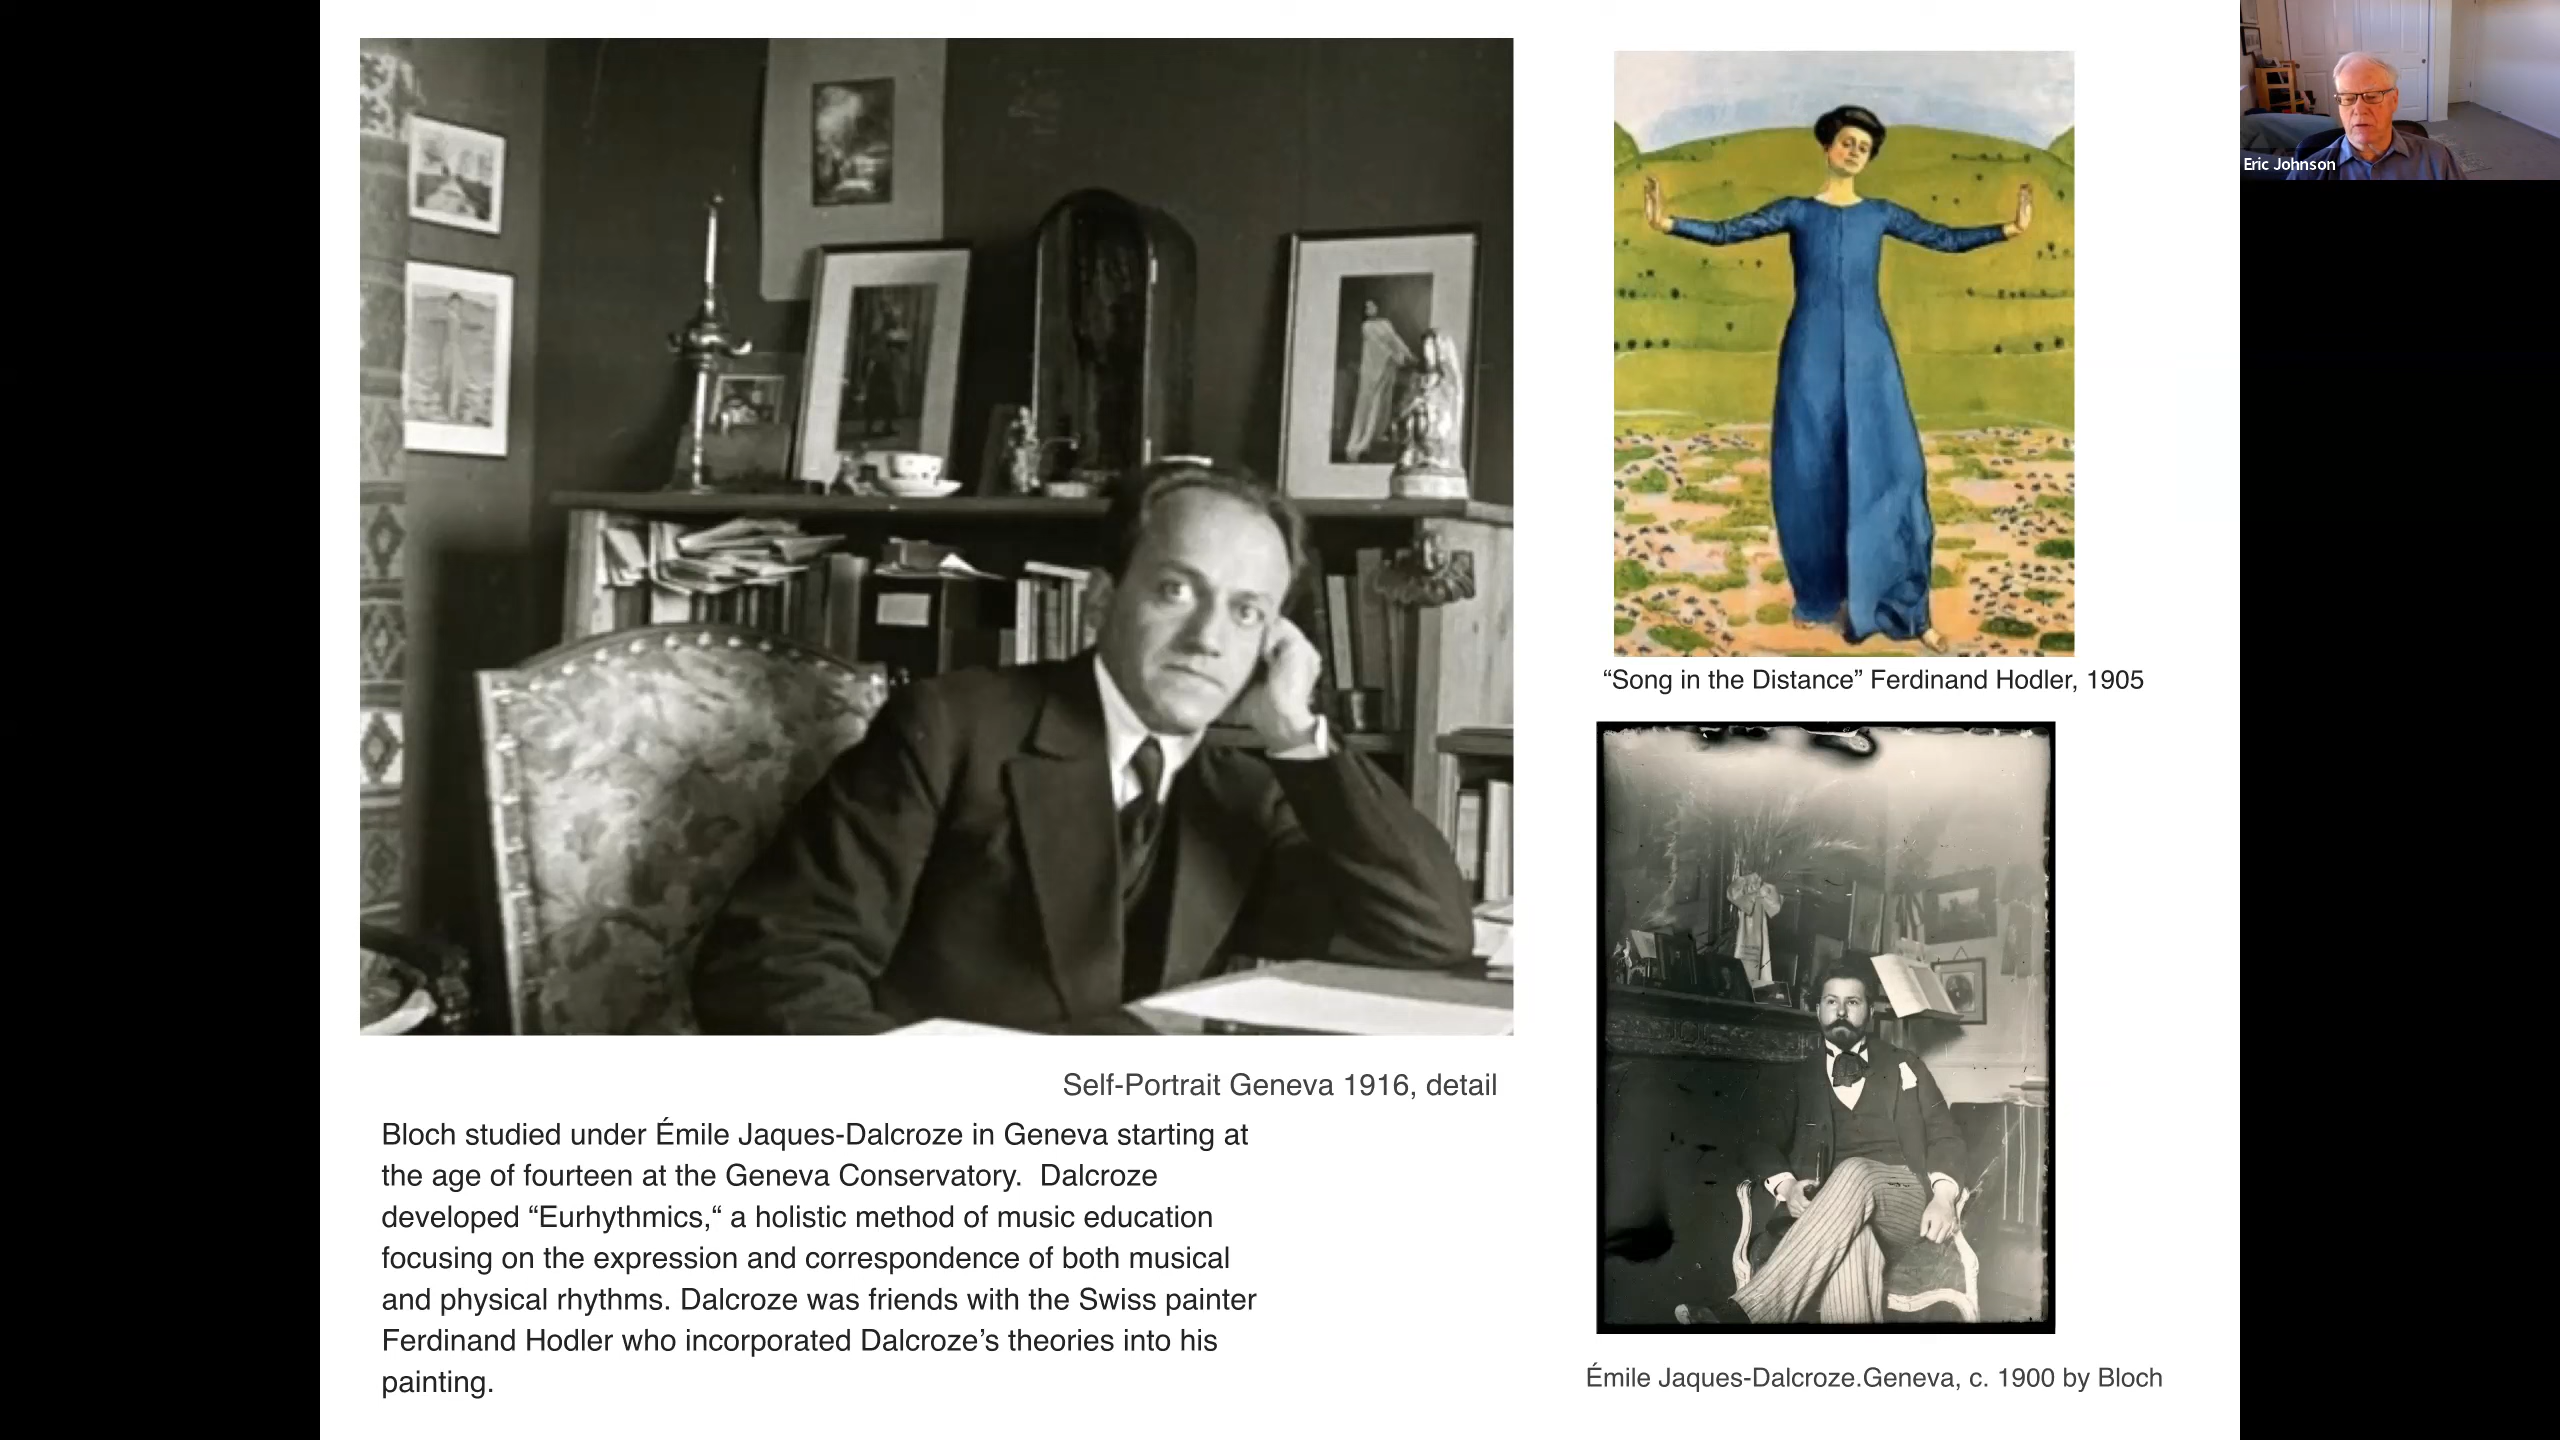 Eric Johnson
“Song in the Distance” Ferdinand Hodler, 1905
Self-Portrait Geneva 1916, detail
Bloch studied under Émile Jaques-Dalcroze in Geneva starting at
the age of fourteen at the Geneva Conservatory.  Dalcroze
developed “Eurhythmics,“ a holistic method of music education
focusing on the expression and correspondence of both musical
and physical rhythms. Dalcroze was friends with the Swiss painter
Ferdinand Hodler who incorporated Dalcroze’s theories into his
painting.
Émile Jaques-Dalcroze.Geneva, c. 1900 by Bloch